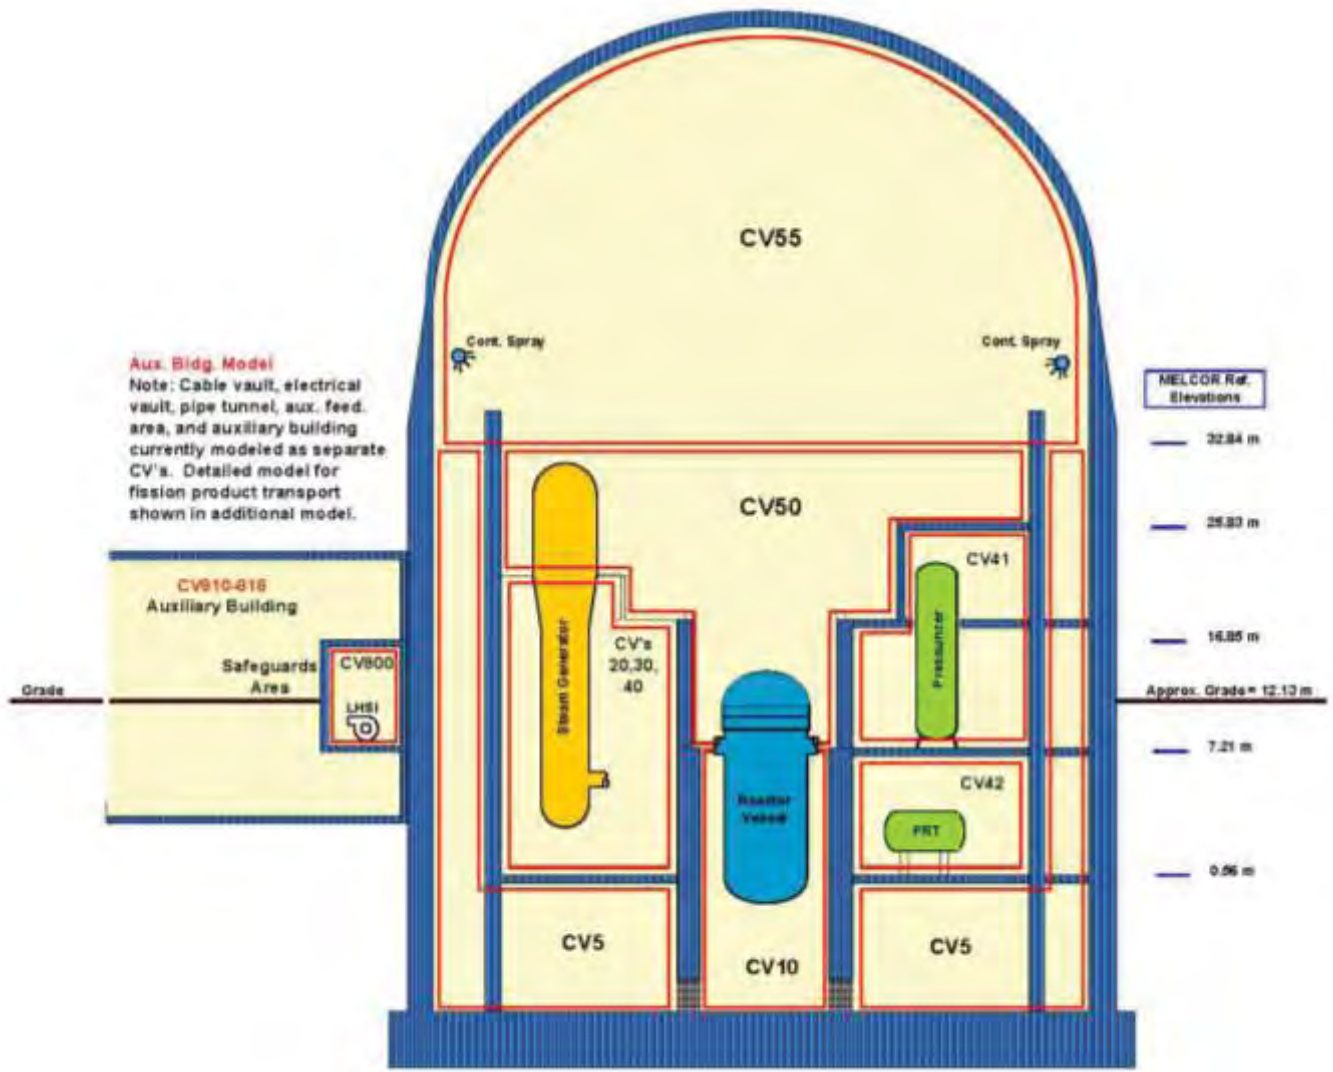 CV55
Cont. Spray
Cont. Spray
Aux. Bldg. Model
Note: Cable vault, electrical
vault, pipe tunnel, aux. feed.
area, and auxiliary building
currently modeled as separate
CV's. Detailed model for
fission product transport
shown in additional model.
MELCOR Ref.
Elevations
32.84 m
CV50
25.83 m
CV41
CV910-818
Auxiliary Building
Steam Generator
CV's
20,30,
40
Pressurizer
16.85 m
Safeguards
Area
CV800
LHSI
Grade
Approx. Grade = 12.13 m
7.21 m
CV42
Reactor
Vessel
PRT
0.56 m
CV5
CV10
CV5